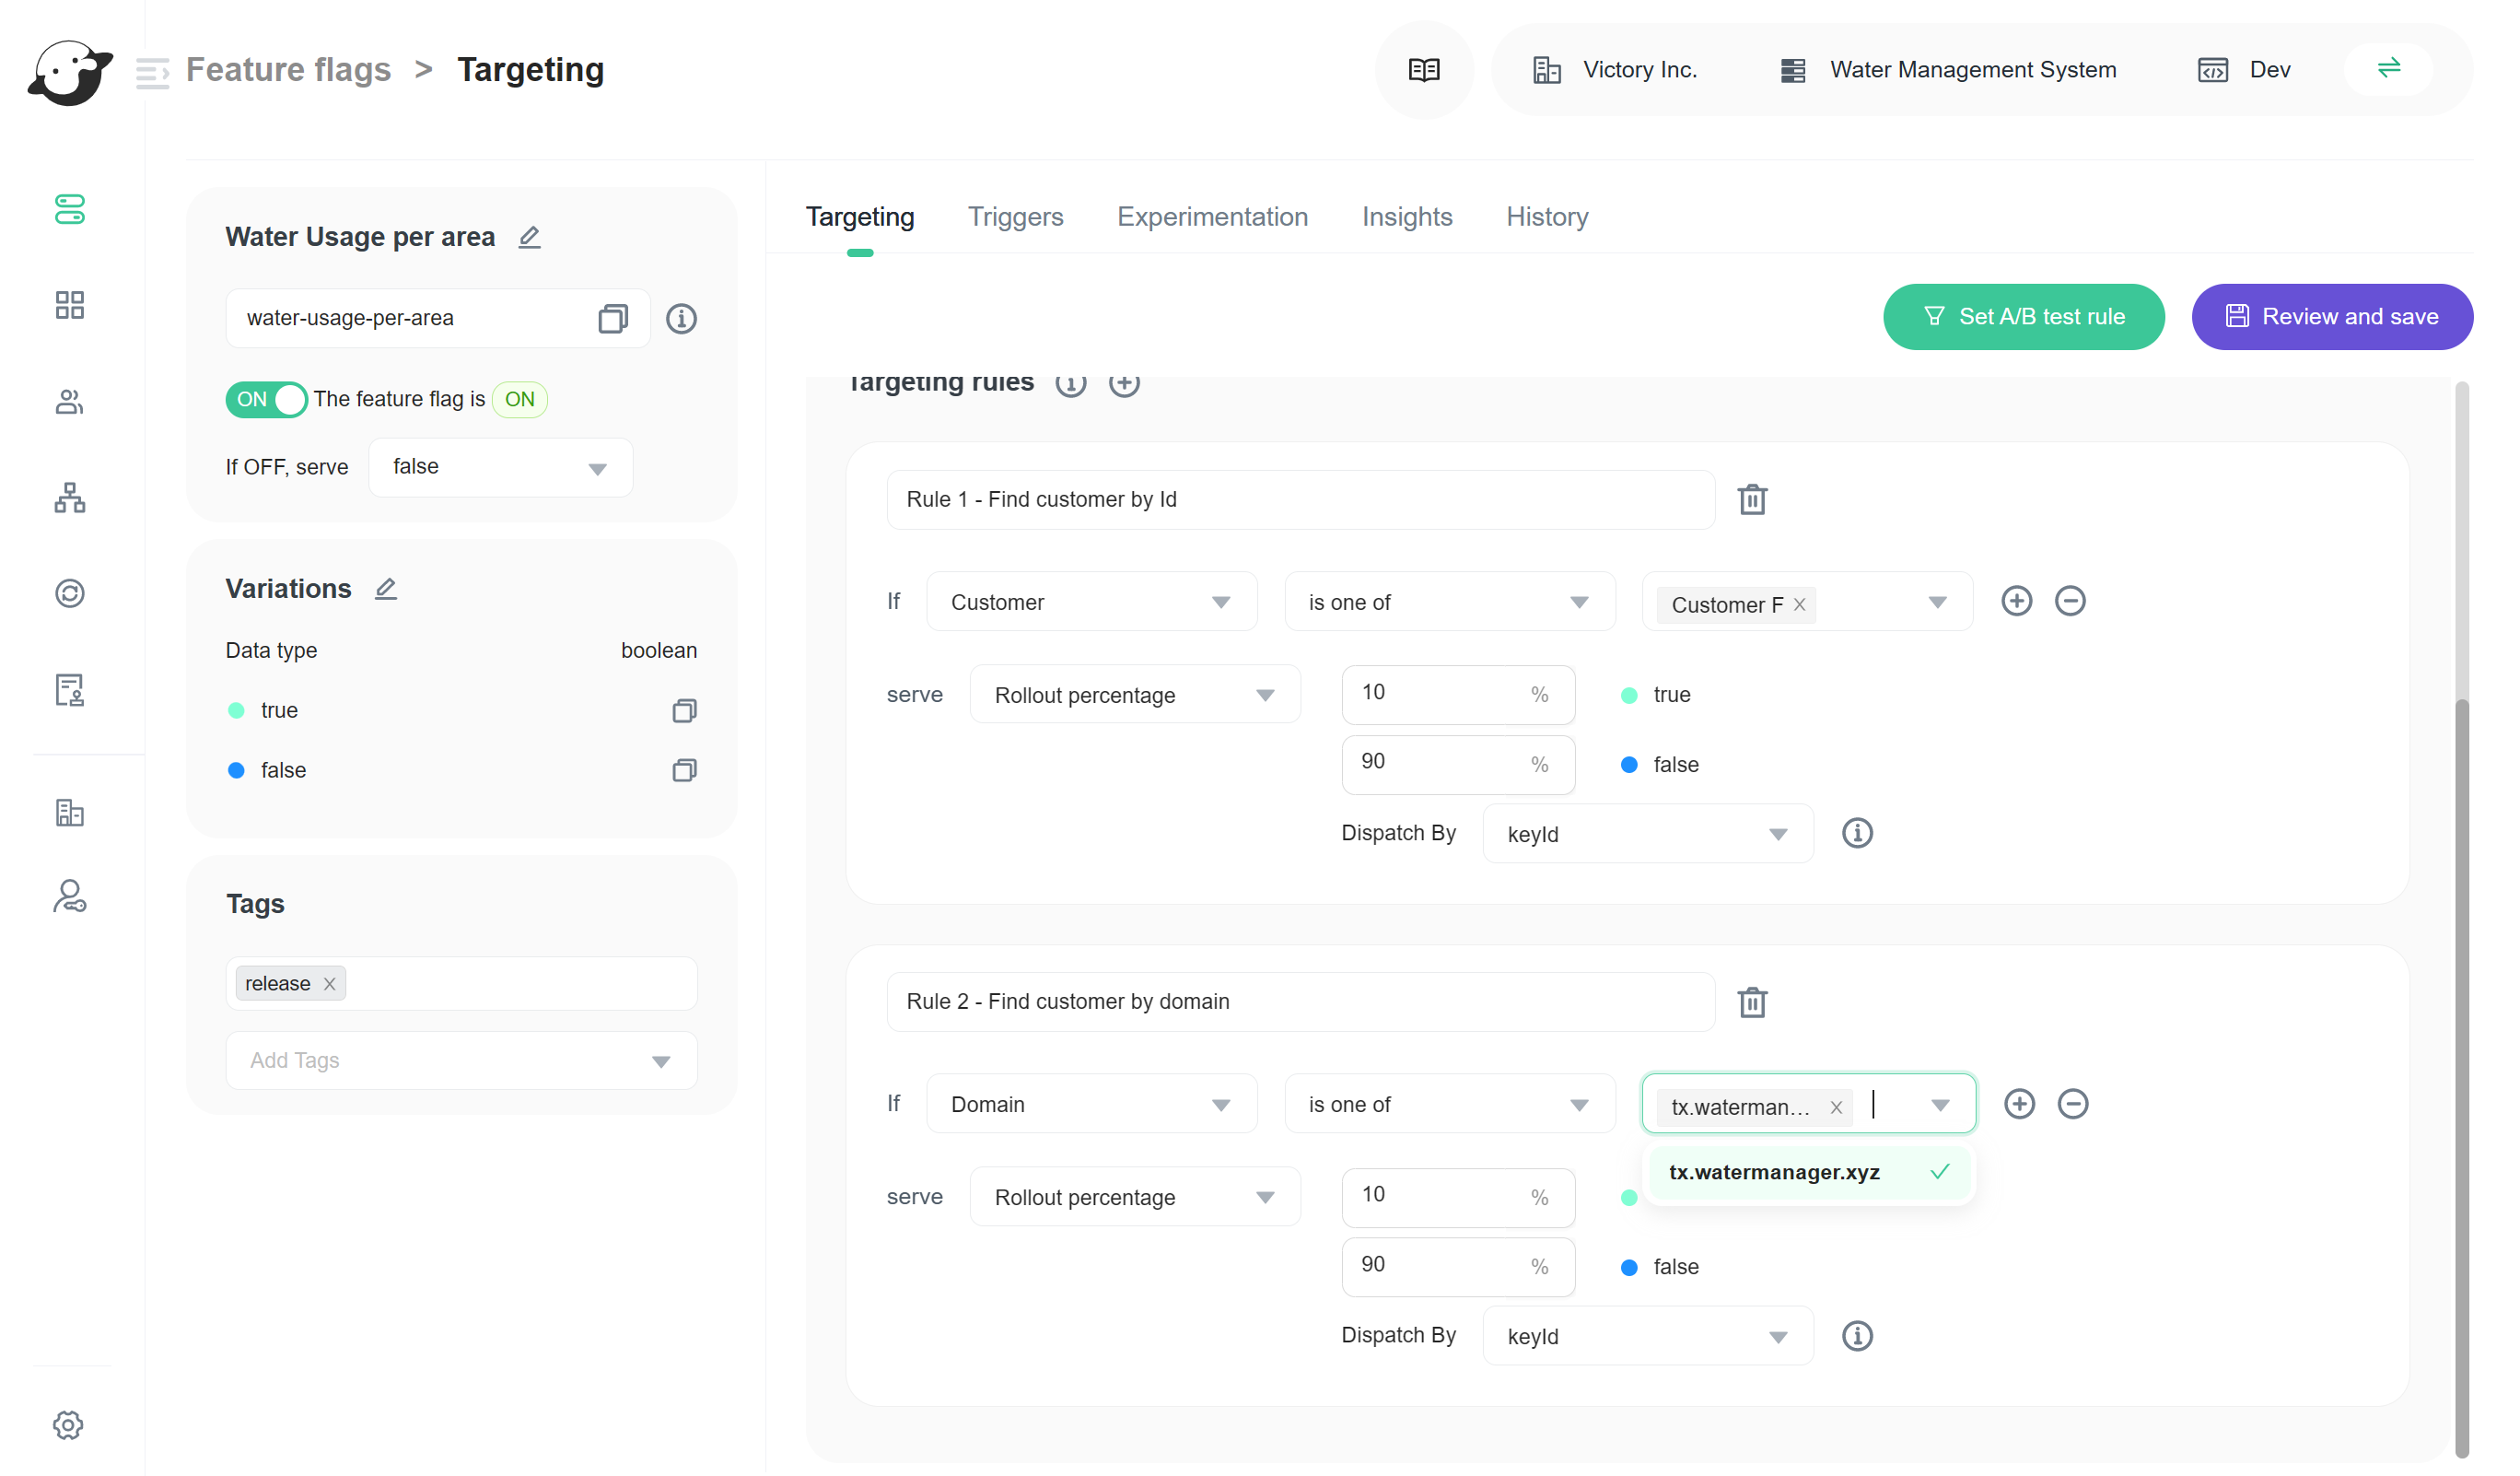 Feature flags > Targeting
Victory Inc.
Water Management System
Dev
Water Usage per area
water-usage-per-area
ON The feature flag is ON
If OFF, serve false
Variations
Data type boolean
true
false
Tags
release
Add Tags
Targeting Triggers Experimentation Insights History
Set A/B test rule Review and save
Targeting rules
Rule 1 - Find customer by Id
If Customer is one of Customer F
serve Rollout percentage 10 % true
90 % false
Dispatch By keyId
Rule 2 - Find customer by domain
If Domain is one of tx.waterman...
tx.watermanager.xyz
serve Rollout percentage 10 %
90 % false
Dispatch By keyId